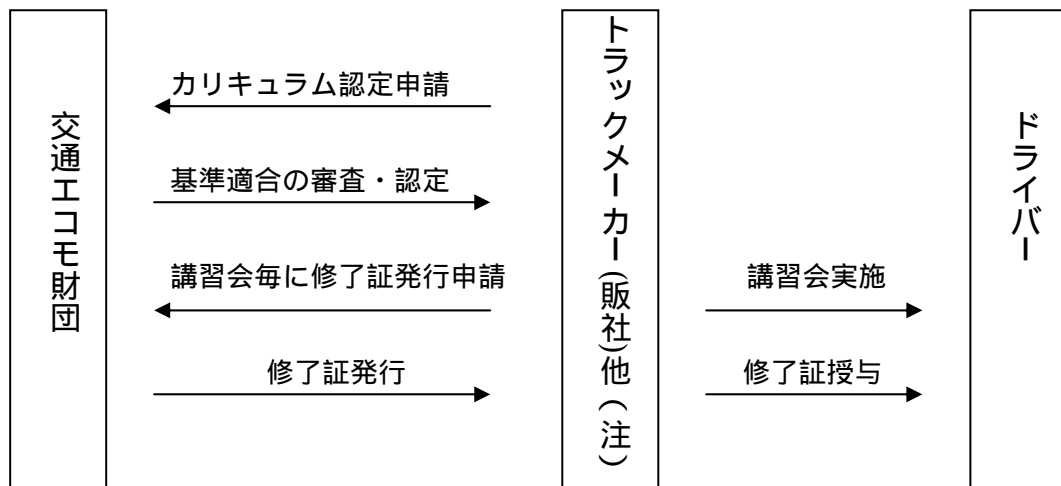 交通エコモ財団
カリキュラム認定申請
基準適合の審査・認定
講習会毎に修了証発行申請
修了証発行
トラックメーカー(販社)他(注)
講習会実施
修了証授与
ドライバー